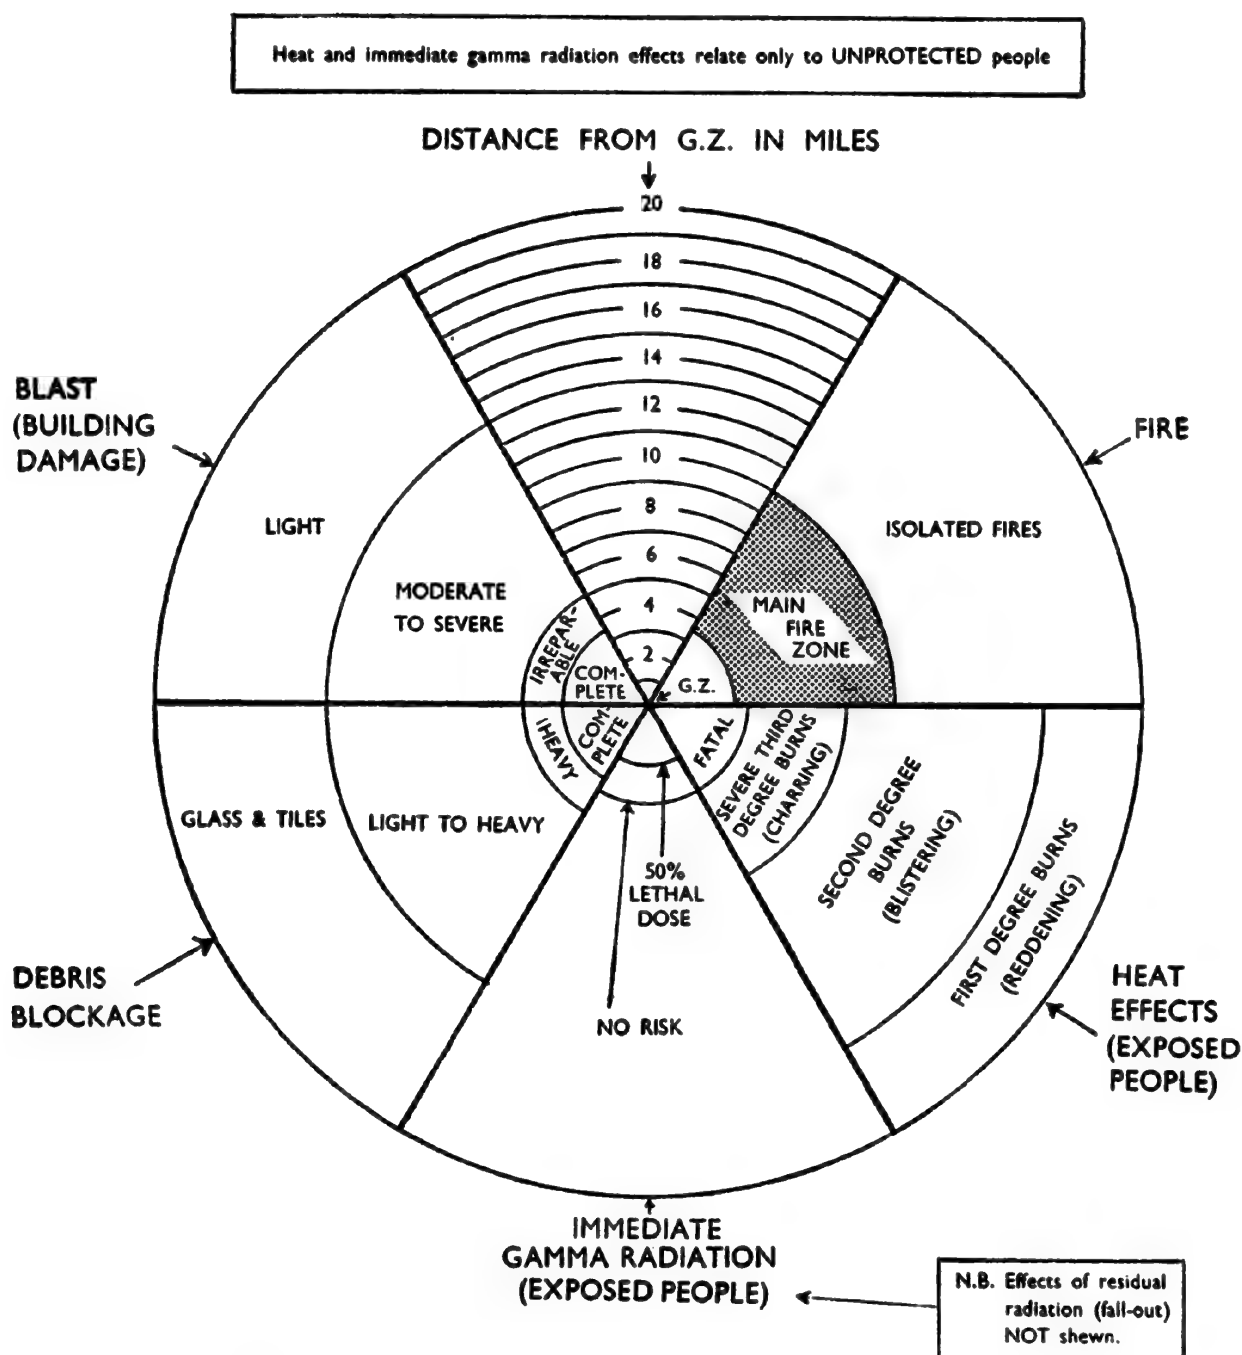 Heat and immediate gamma radiation effects relate only to UNPROTECTED people
DISTANCE FROM G.Z. IN MILES
20
18
16
14
12
10
8
6
4
2
G.Z.
BLAST
(BUILDING
DAMAGE)
LIGHT
MODERATE
TO SEVERE
IRREPAR-
ABLE
COM-
PLETE
FIRE
ISOLATED FIRES
MAIN
FIRE
ZONE
DEBRIS
BLOCKAGE
GLASS & TILES
LIGHT TO HEAVY
HEAVY
COM-
PLETE
50%
LETHAL
DOSE
NO RISK
FATAL
SEVERE THIRD
DEGREE BURNS
(CHARRING)
SECOND DEGREE
BURNS
(BLISTERING)
FIRST DEGREE BURNS
(REDDENING)
HEAT
EFFECTS
(EXPOSED
PEOPLE)
IMMEDIATE
GAMMA RADIATION
(EXPOSED PEOPLE)
N.B. Effects of residual
radiation (fall-out)
NOT shewn.